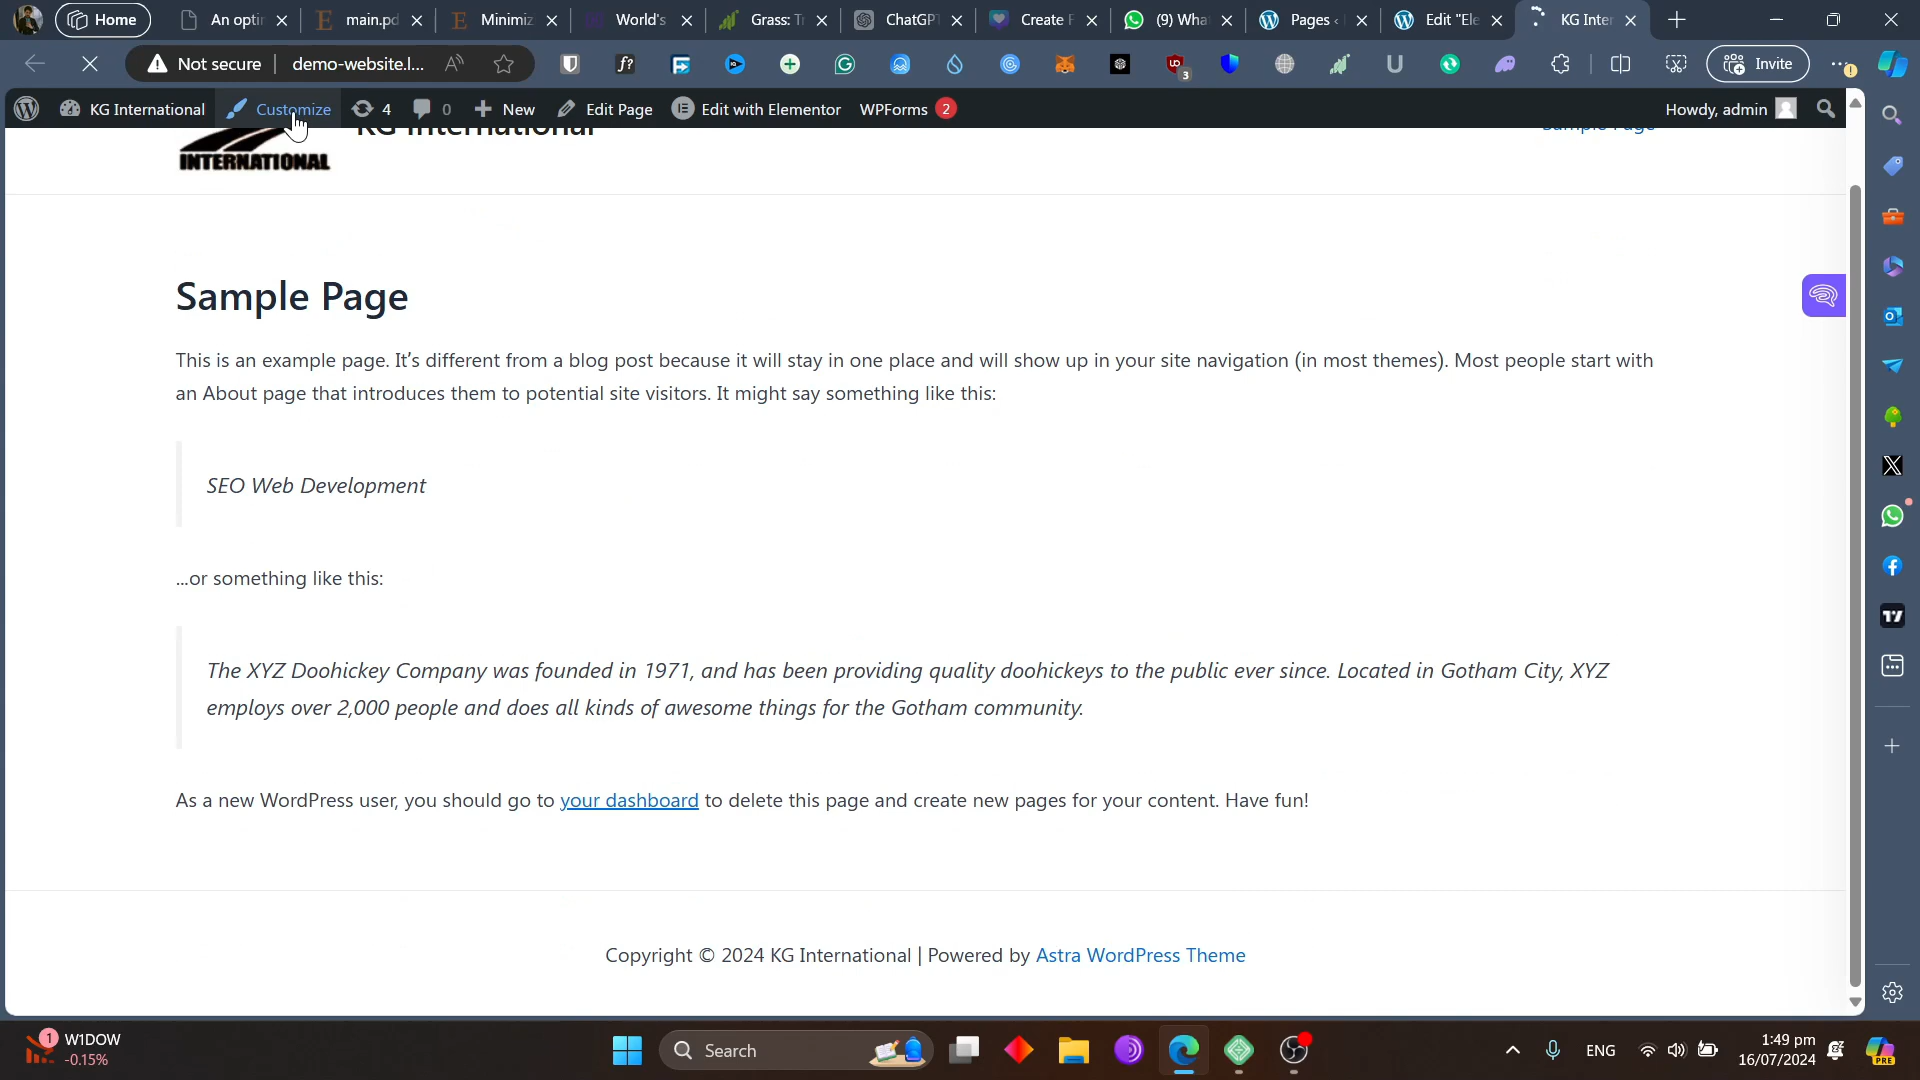 Home
An opti
main.pd
Minimiz
World's
Grass: T
ChatGP
Create F
(9) Wha
Pages ‹
Edit "Ele
KG Inter
Not secure
demo-website.l...
3
Invite
KG International
Customize
4
0
New
Edit Page
Edit with Elementor
WPForms 2
Howdy, admin
KG International
Sample Page
INTERNATIONAL
Sample Page
This is an example page. It's different from a blog post because it will stay in one place and will show up in your site navigation (in most themes). Most people start with
an About page that introduces them to potential site visitors. It might say something like this:
SEO Web Development
...or something like this:
The XYZ Doohickey Company was founded in 1971, and has been providing quality doohickeys to the public ever since. Located in Gotham City, XYZ
employs over 2,000 people and does all kinds of awesome things for the Gotham community.
As a new WordPress user, you should go to your dashboard to delete this page and create new pages for your content. Have fun!
Copyright © 2024 KG International | Powered by Astra WordPress Theme
1
W1DOW
-0.15%
Search
ENG
1:49 pm
16/07/2024
PRE